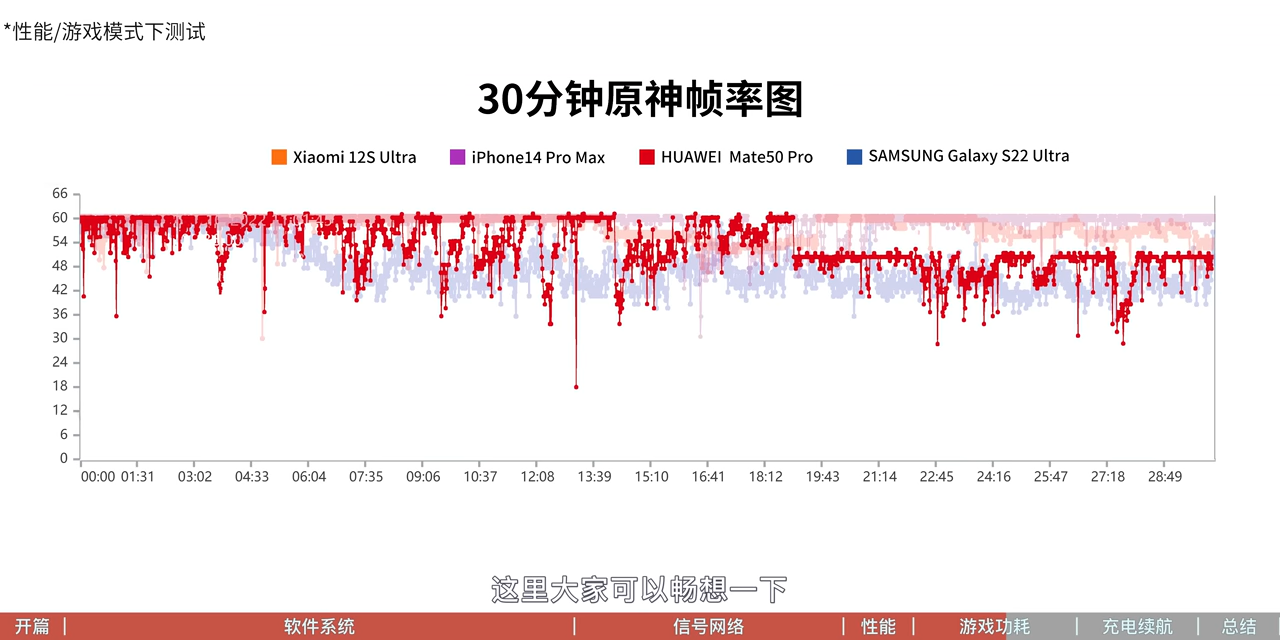 *性能/游戏模式下测试
30分钟原神帧率图
Xiaomi 12S Ultra iPhone14 Pro Max HUAWEI Mate50 Pro SAMSUNG Galaxy S22 Ultra
66
60
54
48
42
36
30
24
18
12
6
0
00:00 01:31 03:02 04:33 06:04 07:35 09:06 10:37 12:08 13:39 15:10 16:41 18:12 19:43 21:14 22:45 24:16 25:47 27:18 28:49
这里大家可以畅想一下
开篇 | 软件系统 | 信号网络 | 性能 | 游戏功耗 | 充电续航 | 总结